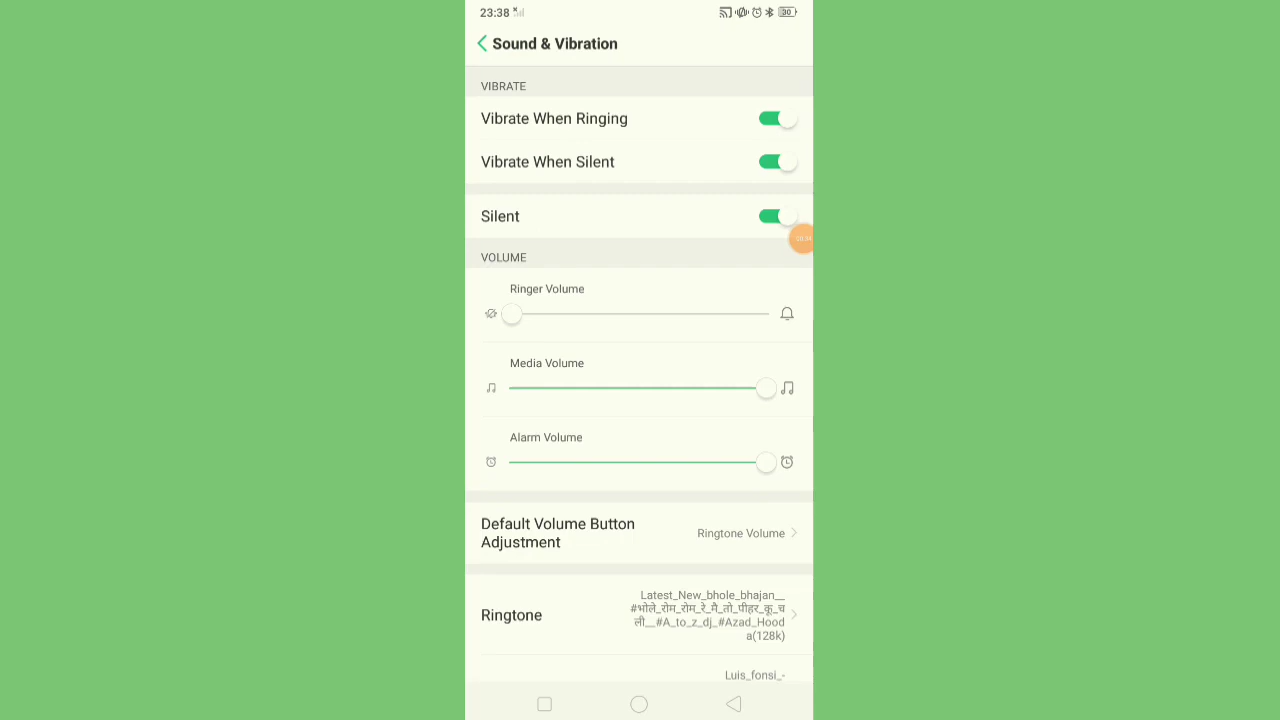 23:38
30
Sound & Vibration
VIBRATE
Vibrate When Ringing
Vibrate When Silent
Silent
VOLUME
Ringer Volume
Media Volume
Alarm Volume
Default Volume Button
Adjustment
Ringtone Volume
Ringtone
Latest_New_bhole_bhajan__
#भोले_रोम_रोम_रे_मै_तो_पीहर_कू_च
ली__#A_to_z_dj_#Azad_Hood
a(128k)
Luis_fonsi_-